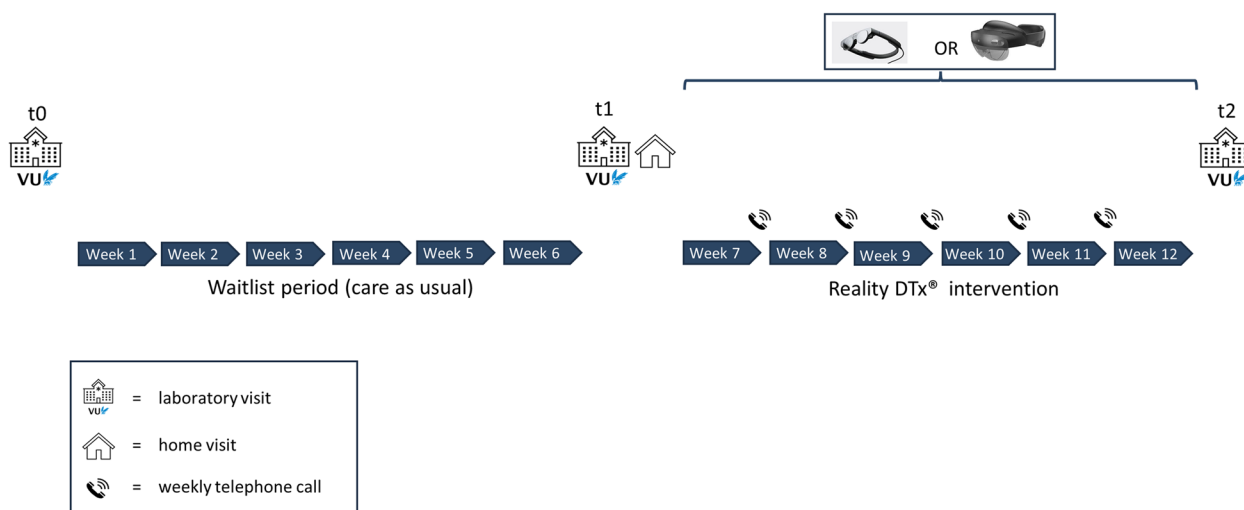 OR
t0
t1
t2
VU
VU
VU
Week 1
Week 2
Week 3
Week 4
Week 5
Week 6
Week 7
Week 8
Week 9
Week 10
Week 11
Week 12
Waitlist period (care as usual)
Reality DTx® intervention
VU
= laboratory visit
= home visit
= weekly telephone call